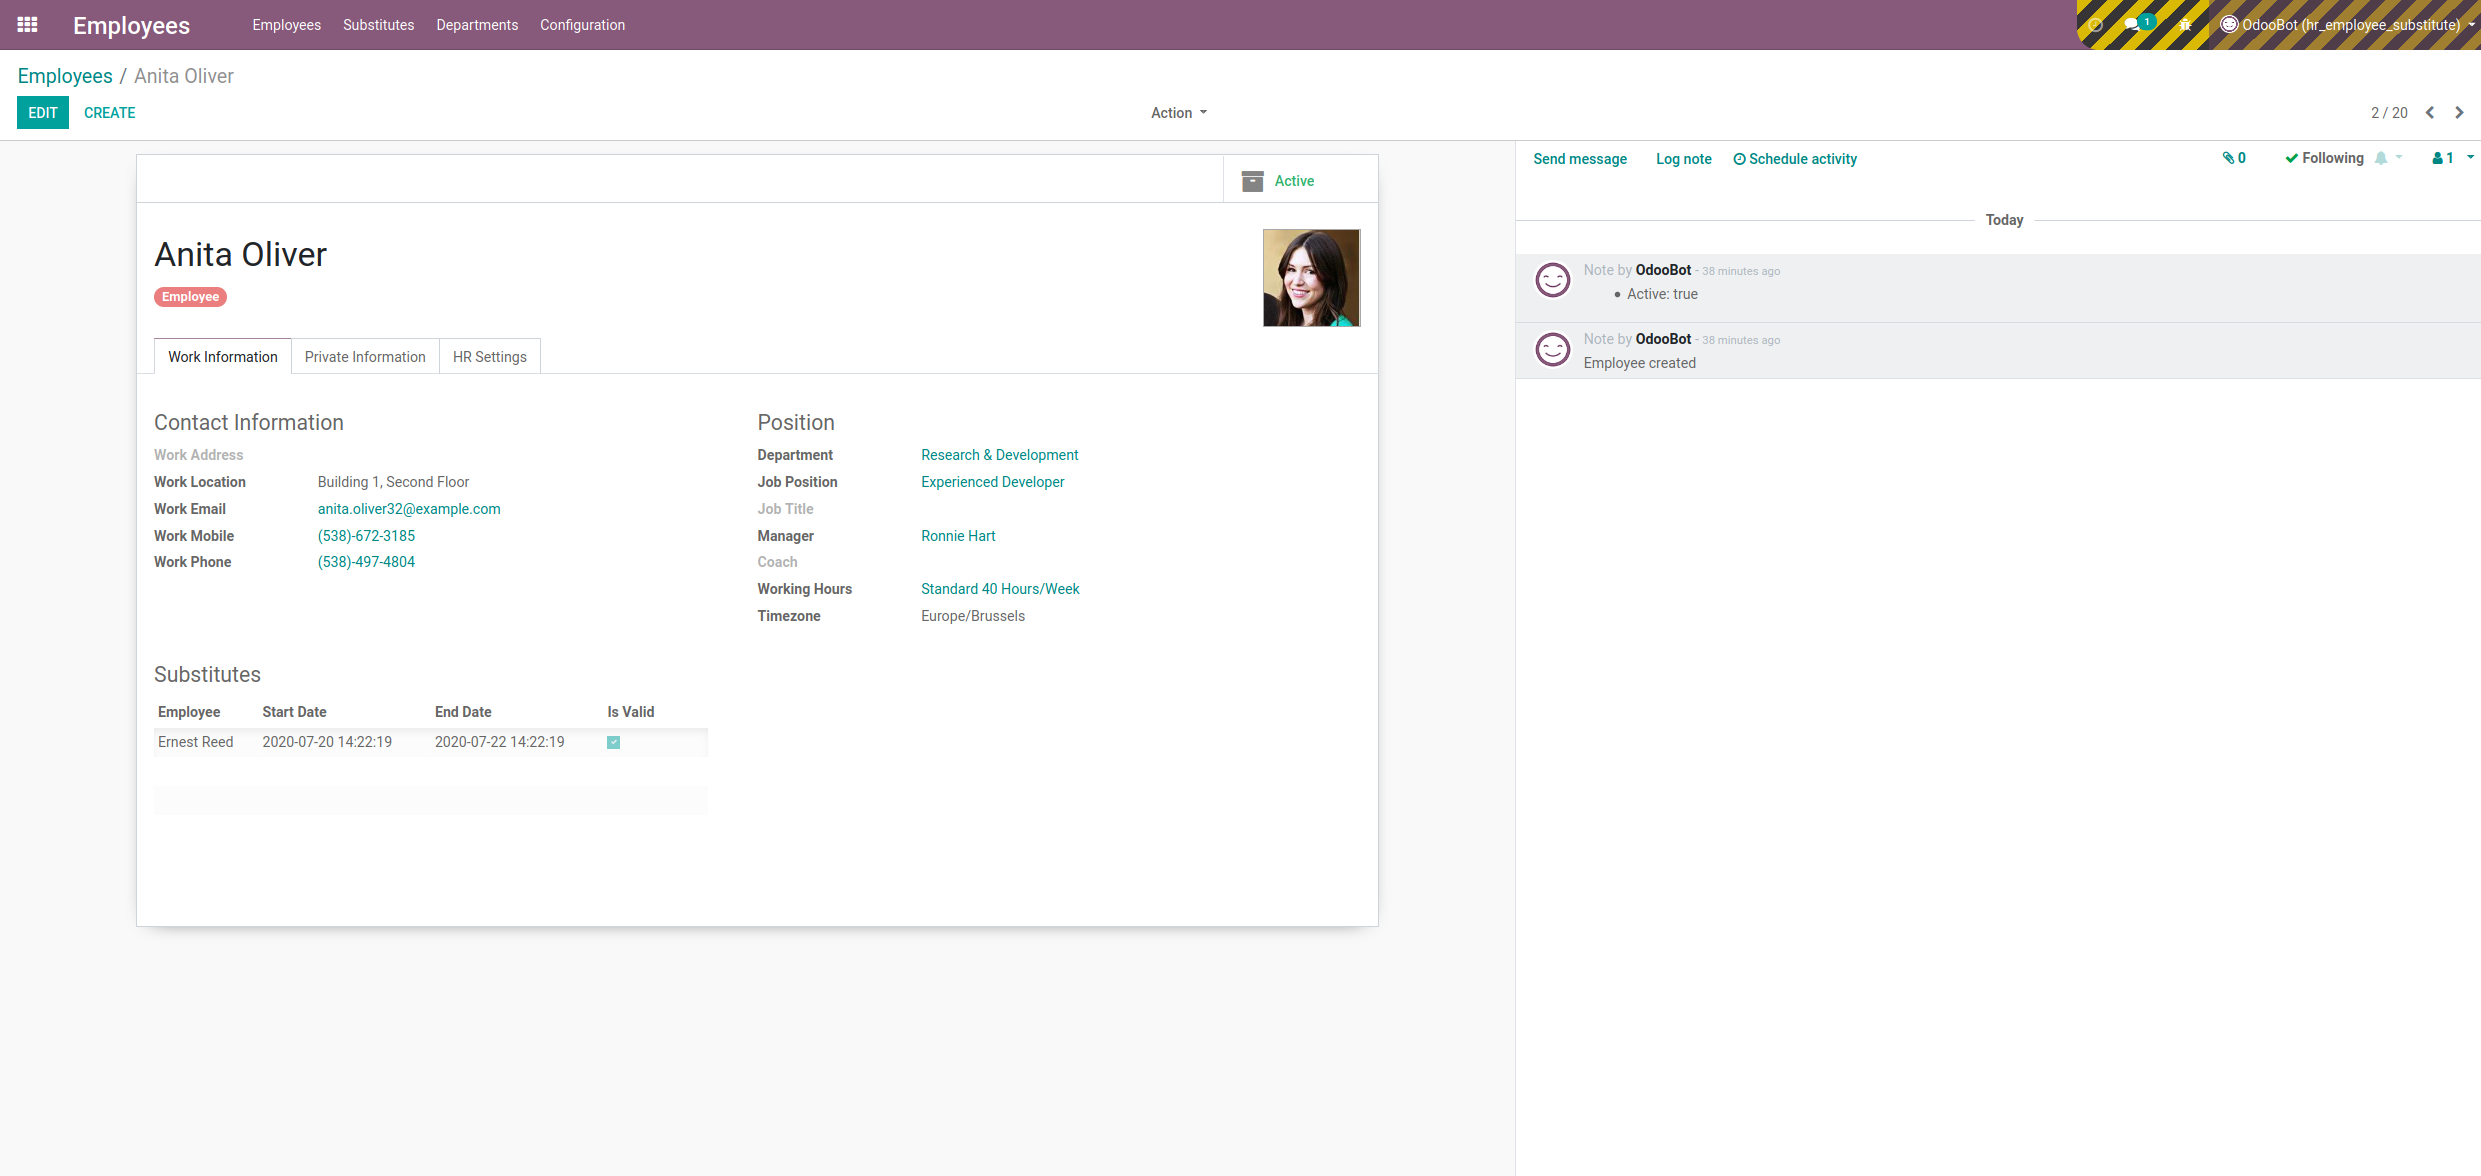 Employees Employees Substitutes Departments Configuration 1 OdooBot (hr_employee_substitute)
Employees / Anita Oliver
EDIT CREATE Action 2 / 20
Send message Log note Schedule activity 0 Following 1
Active
Today
Anita Oliver
Employee
Note by OdooBot - 38 minutes ago
Active: true
Note by OdooBot - 38 minutes ago
Employee created
Work Information Private Information HR Settings
Contact Information
Work Address
Work Location Building 1, Second Floor
Work Email anita.oliver32@example.com
Work Mobile (538)-672-3185
Work Phone (538)-497-4804
Position
Department Research & Development
Job Position Experienced Developer
Job Title
Manager Ronnie Hart
Coach
Working Hours Standard 40 Hours/Week
Timezone Europe/Brussels
Substitutes
Employee Start Date End Date Is Valid
Ernest Reed 2020-07-20 14:22:19 2020-07-22 14:22:19